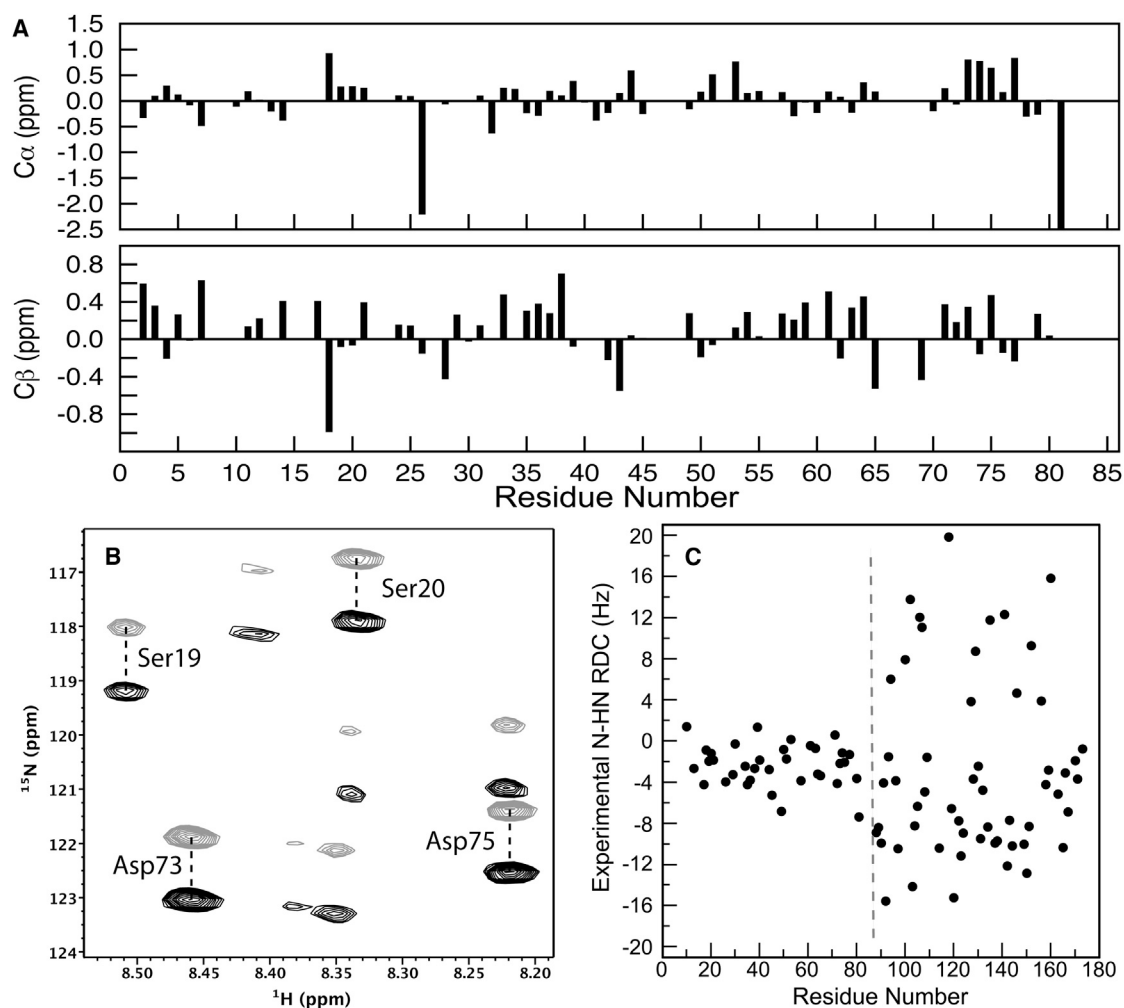 A
Cα (ppm)
1.5
1.0
0.5
0.0
-0.5
-1.0
-1.5
-2.0
-2.5
Cβ (ppm)
0.8
0.4
0.0
-0.4
-0.8
0 5 10 15 20 25 30 35 40 45 50 55 60 65 70 75 80 85
Residue Number
B
15N (ppm)
117
118
119
120
121
122
123
124
Ser20
Ser19
Asp75
Asp73
8.50 8.45 8.40 8.35 8.30 8.25 8.20
1H (ppm)
C
Experimental N-HN RDC (Hz)
20
16
12
8
4
0
-4
-8
-12
-16
-20
0 20 40 60 80 100 120 140 160 180
Residue Number